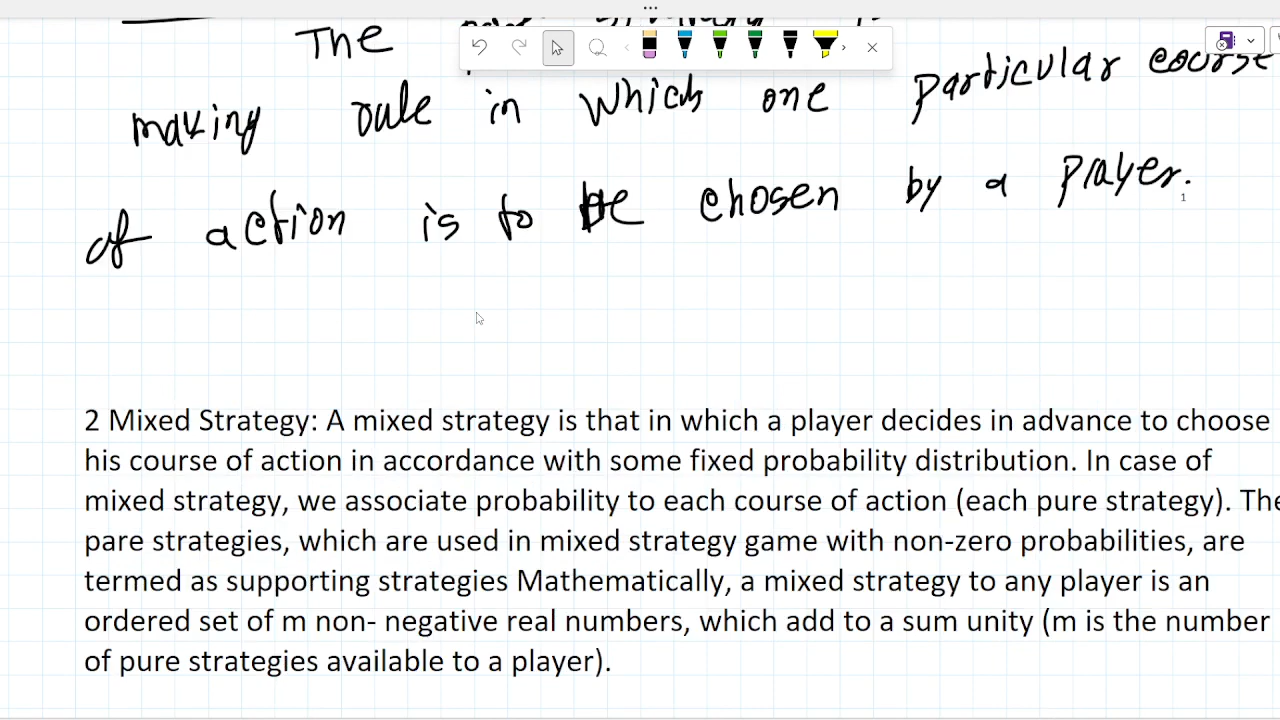 The
making rule in which one particular course
of action is to be chosen by a player.
1
2 Mixed Strategy: A mixed strategy is that in which a player decides in advance to choose
his course of action in accordance with some fixed probability distribution. In case of
mixed strategy, we associate probability to each course of action (each pure strategy). The
pare strategies, which are used in mixed strategy game with non-zero probabilities, are
termed as supporting strategies Mathematically, a mixed strategy to any player is an
ordered set of m non- negative real numbers, which add to a sum unity (m is the number
of pure strategies available to a player).